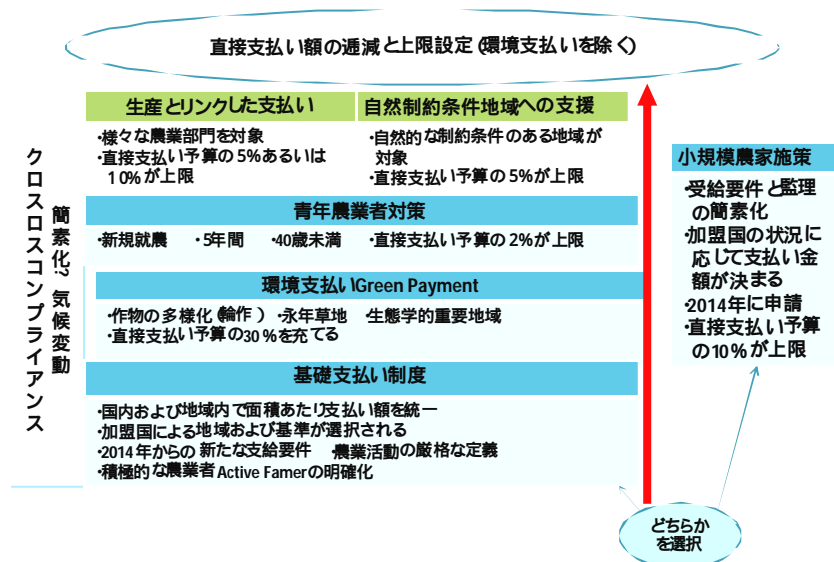 直接支払い額の逓減と上限設定(環境支払いを除く)
生産とリンクした支払い
・様々な農業部門を対象
・直接支払い予算の5%あるいは
10%が上限
自然制約条件地域への支援
・自然的な制約条件のある地域が
対象
・直接支払い予算の5%が上限
青年農業者対策
・新規就農 ・5年間 ・40歳未満 ・直接支払い予算の2%が上限
環境支払いGreen Payment
・作物の多様化(輪作) ・永年草地 ・生態学的重要地域
・直接支払い予算の30%を充てる
基礎支払い制度
・国内および地域内で面積あたり支払い額を統一
・加盟国による地域および基準が選択される
・2014年からの新たな支給要件 ・農業活動の厳格な定義
・積極的な農業者Active Famerの明確化
クロスロスコンプライアンス
簡素化?気候変動
小規模農家施策
・受給要件と監理
の簡素化
・加盟国の状況に
応じて支払い金
額が決まる
・2014年に申請
・直接支払い予算
の10%が上限
どちらか
を選択